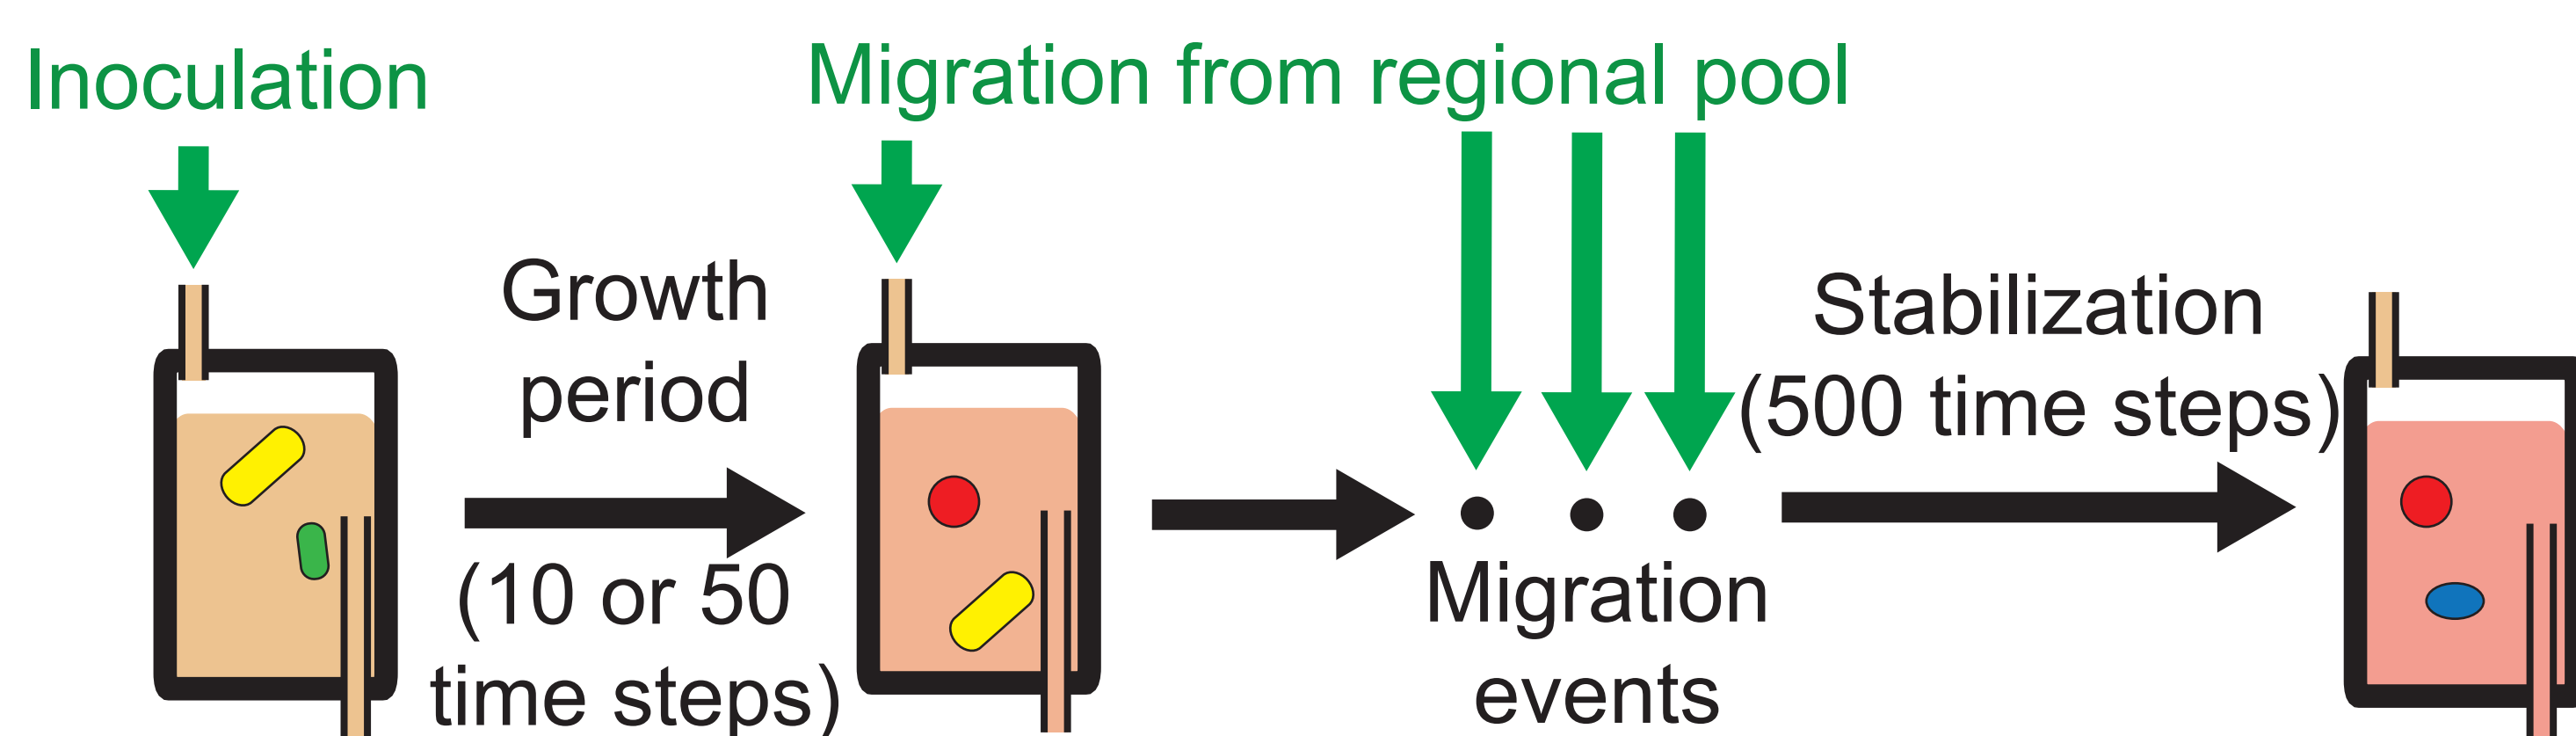 Inoculation
Migration from regional pool
Growth
period
(10 or 50
time steps)
Migration
events
Stabilization
(500 time steps)